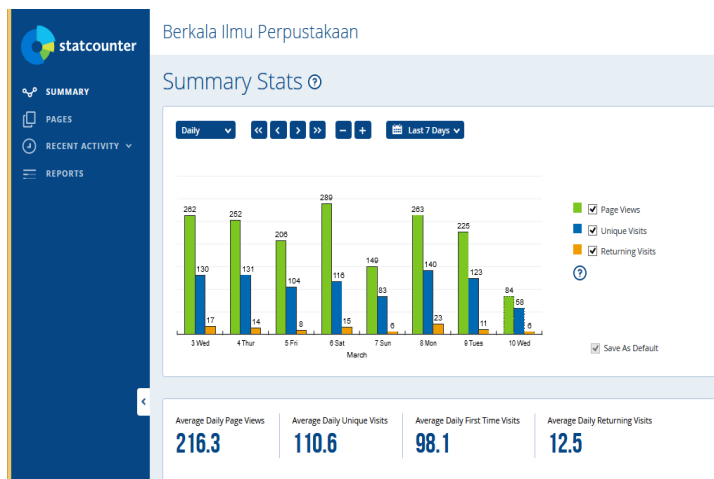 statcounter
SUMMARY
PAGES
RECENT ACTIVITY
REPORTS
Berkala Ilmu Perpustakaan
Summary Stats ?
Daily
<< < > >> - + Last 7 Days
262 130 17
252 131 14
206 104 8
289 116 15
149 83 6
263 140 23
225 123 11
84 58 6
3 Wed 4 Thur 5 Fri 6 Sat 7 Sun 8 Mon 9 Tues 10 Wed
March
Page Views
Unique Visits
Returning Visits
?
Save As Default
<
Average Daily Page Views Average Daily Unique Visits Average Daily First Time Visits Average Daily Returning Visits
216.3 110.6 98.1 12.5